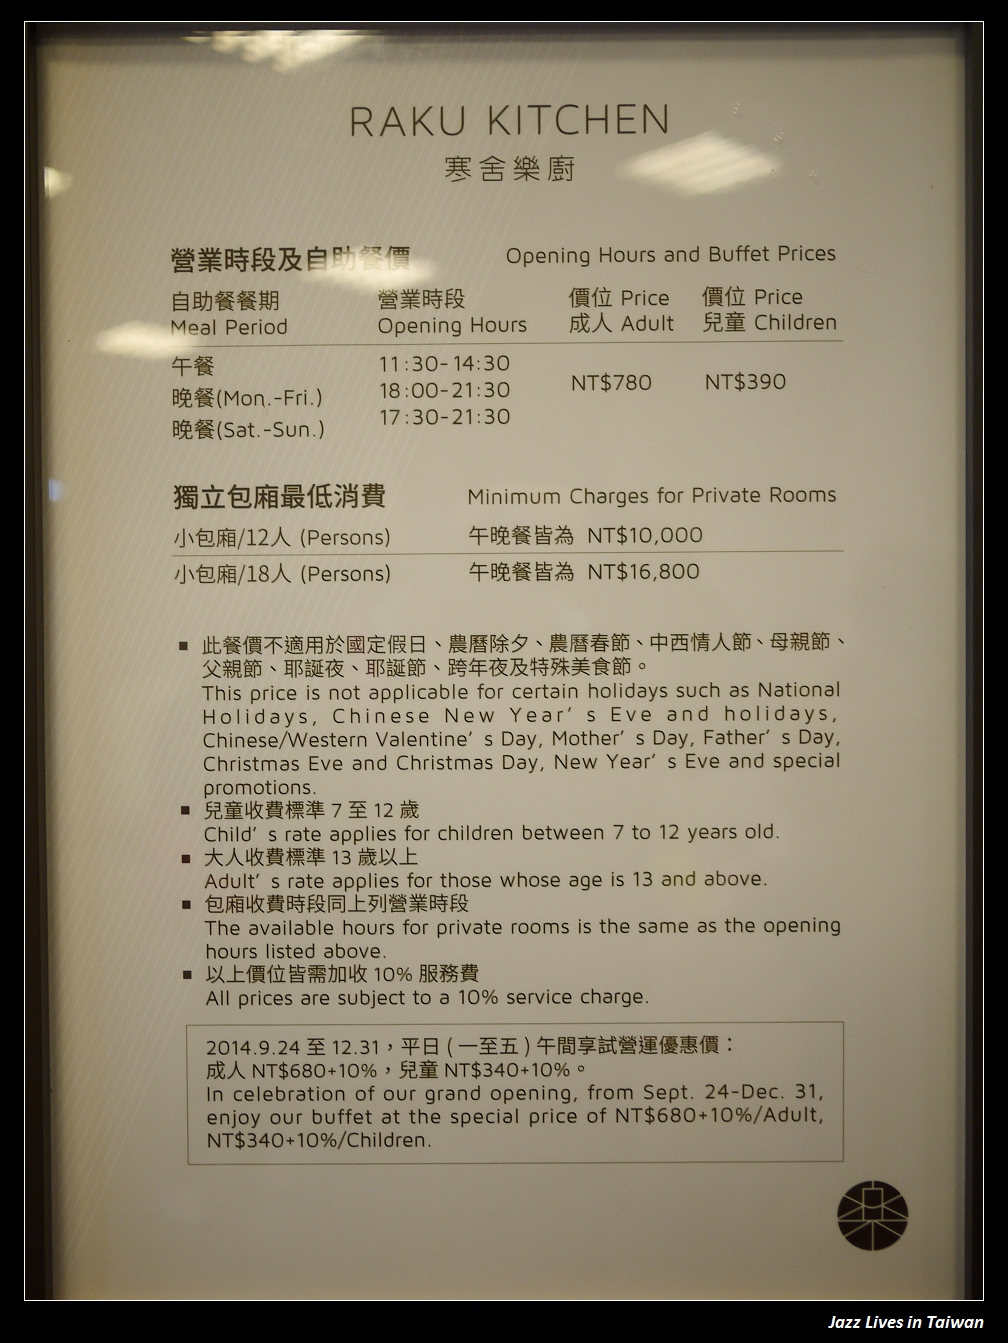 RAKU KITCHEN
寒舍樂廚
營業時段及自助餐價 Opening Hours and Buffet Prices
自助餐餐期 營業時段 價位 Price 價位 Price
Meal Period Opening Hours 成人 Adult 兒童 Children
午餐 11:30-14:30
晚餐(Mon.-Fri.) 18:00-21:30 NT$780 NT$390
晚餐(Sat.-Sun.) 17:30-21:30
獨立包廂最低消費 Minimum Charges for Private Rooms
小包廂/12人 (Persons) 午晚餐皆為 NT$10,000
小包廂/18人 (Persons) 午晚餐皆為 NT$16,800
▪ 此餐價不適用於國定假日、農曆除夕、農曆春節、中西情人節、母親節、
父親節、耶誕夜、耶誕節、跨年夜及特殊美食節。
This price is not applicable for certain holidays such as National
Holidays, Chinese New Year’s Eve and holidays,
Chinese/Western Valentine’s Day, Mother’s Day, Father’s Day,
Christmas Eve and Christmas Day, New Year’s Eve and special
promotions.
▪ 兒童收費標準 7 至 12 歲
Child’s rate applies for children between 7 to 12 years old.
▪ 大人收費標準 13 歲以上
Adult’s rate applies for those whose age is 13 and above.
▪ 包廂收費時段同上列營業時段
The available hours for private rooms is the same as the opening
hours listed above.
▪ 以上價位皆需加收 10% 服務費
All prices are subject to a 10% service charge.
2014.9.24 至 12.31，平日 ( 一至五 ) 午間享試營運優惠價：
成人 NT$680+10%，兒童 NT$340+10%。
In celebration of our grand opening, from Sept. 24-Dec. 31,
enjoy our buffet at the special price of NT$680+10%/Adult,
NT$340+10%/Children.
Jazz Lives in Taiwan